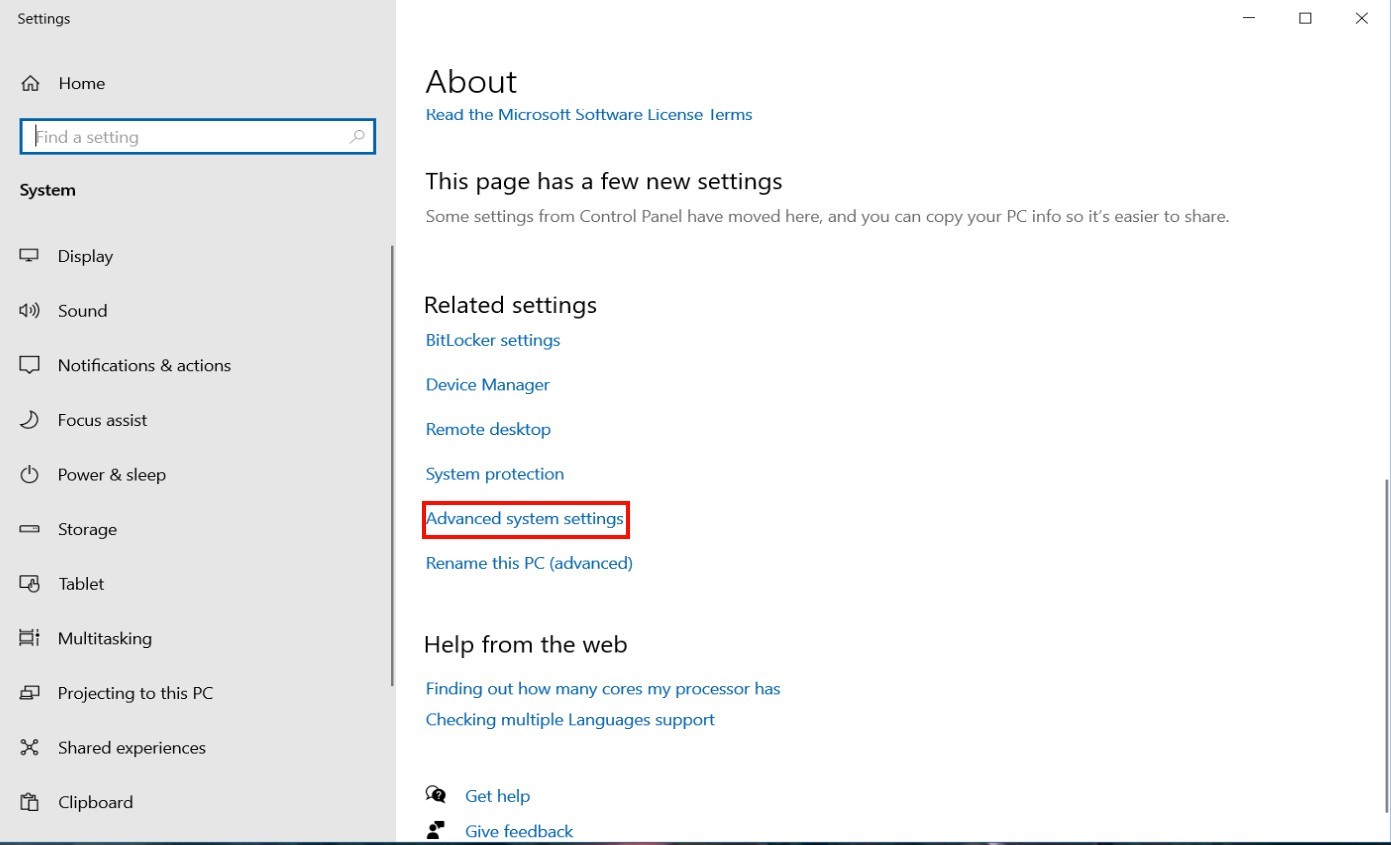 Settings
Home
Find a setting
System
Display
Sound
Notifications & actions
Focus assist
Power & sleep
Storage
Tablet
Multitasking
Projecting to this PC
Shared experiences
Clipboard
About
Read the Microsoft Software License Terms
This page has a few new settings
Some settings from Control Panel have moved here, and you can copy your PC info so it’s easier to share.
Related settings
BitLocker settings
Device Manager
Remote desktop
System protection
Advanced system settings
Rename this PC (advanced)
Help from the web
Finding out how many cores my processor has
Checking multiple Languages support
Get help
Give feedback